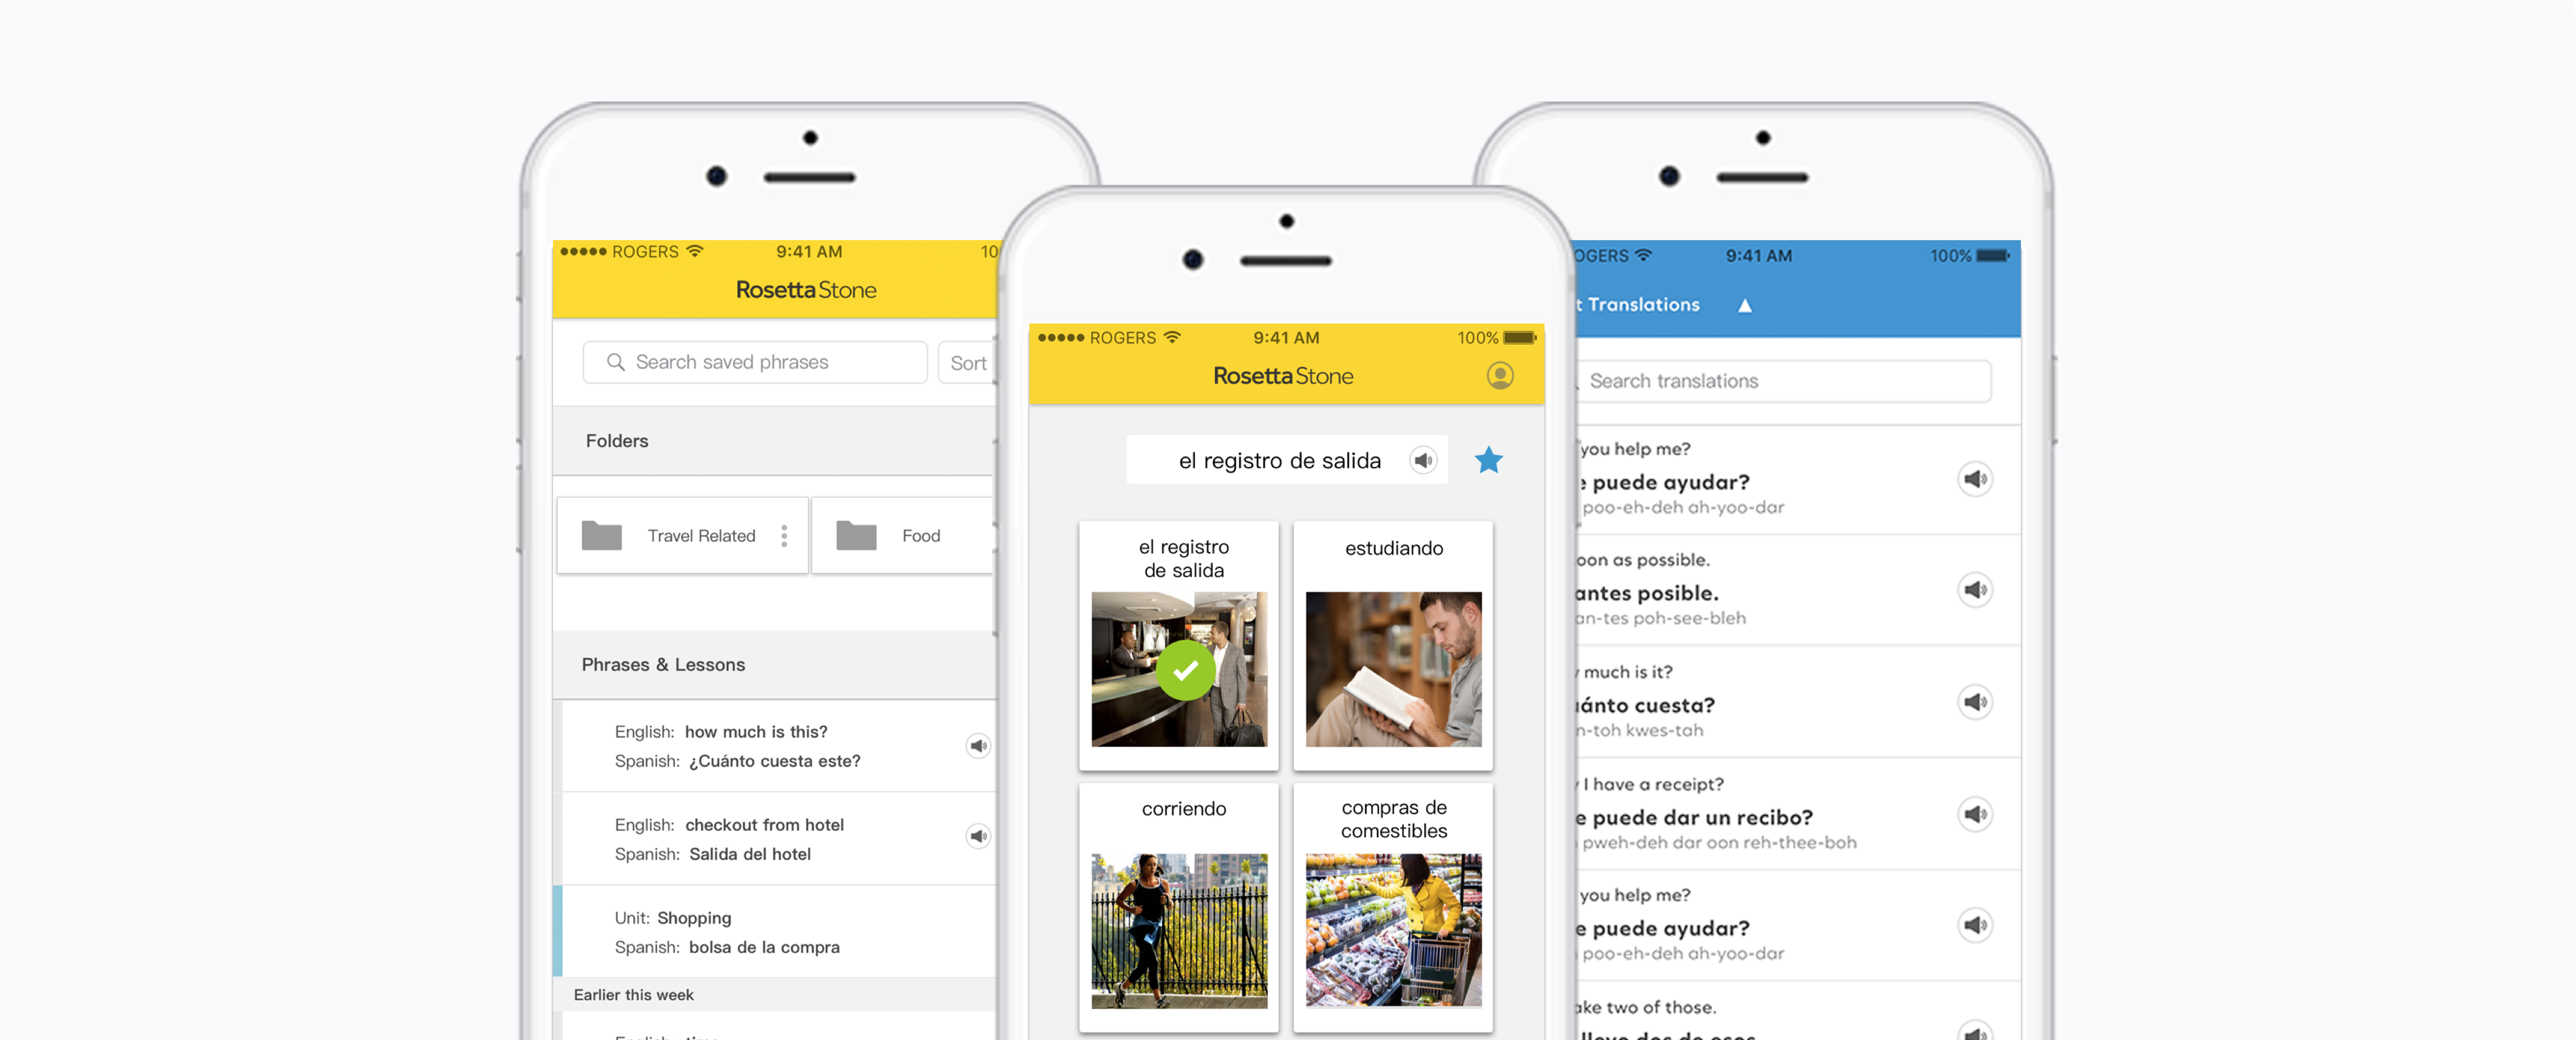 ROGERS 9:41 AM 10
Rosetta Stone
Search saved phrases
Sort
Folders
Travel Related
Food
Phrases & Lessons
English: how much is this?
Spanish: ¿Cuánto cuesta este?
English: checkout from hotel
Spanish: Salida del hotel
Unit: Shopping
Spanish: bolsa de la compra
Earlier this week
ROGERS 9:41 AM 100%
Rosetta Stone
el registro de salida
el registro
de salida
estudiando
corriendo
compras de
comestibles
OGERS 9:41 AM 100%
t Translations
Search translations
you help me?
e puede ayudar?
poo-eh-deh ah-yoo-dar
oon as possible.
antes posible.
an-tes poh-see-bleh
much is it?
uánto cuesta?
n-toh kwes-tah
I have a receipt?
e puede dar un recibo?
pweh-deh dar oon reh-thee-boh
you help me?
e puede ayudar?
poo-eh-deh ah-yoo-dar
ake two of those.